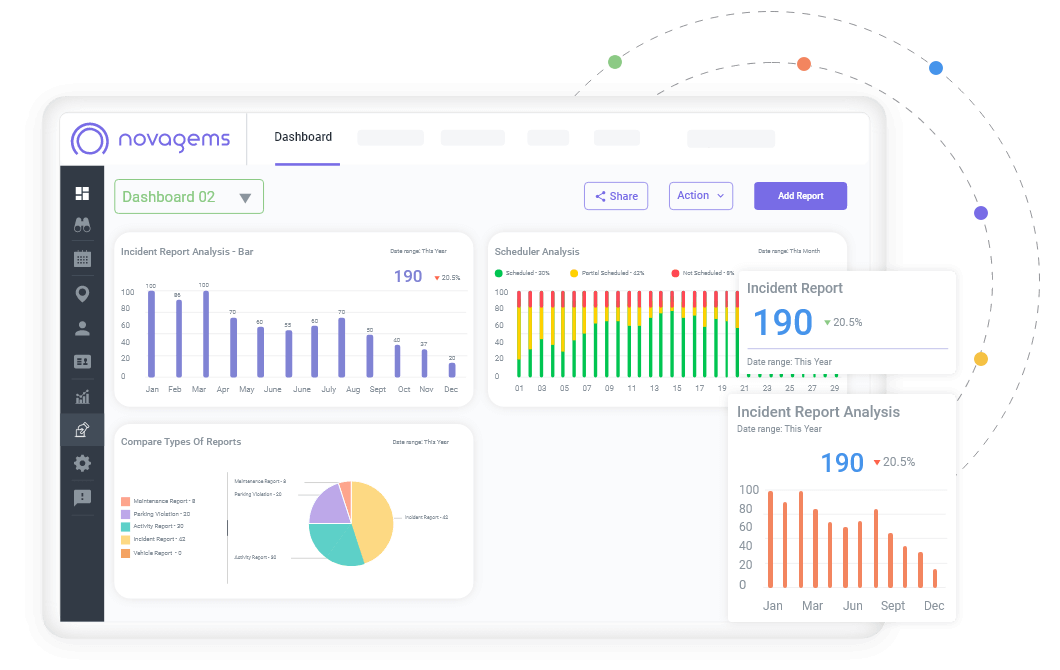 novagems
Dashboard
Dashboard 02
Share
Action
Add Report
Incident Report Analysis - Bar
Date range: This Year
190
20.5%
100
80
60
40
20
0
100
100
70
60
60
70
50
40
20
Jan Feb Mar Apr May June June July Aug Sept Oct Nov Dec
Scheduler Analysis
Date range: This Month
Scheduled - 30%
Partial Scheduled - 42%
Not Scheduled - 8%
100
80
60
40
20
0
01 03 05 07 09 11 13 15 17 19 21 23 25 27 29
Incident Report
190
20.5%
Date range: This Year
Compare Types Of Reports
Date range: This Year
Maintenance Report - 8
Parking Violation - 20
Activity Report - 30
Incident Report - 42
Vehicle Report - 0
Maintenance Report - 8
Parking Violation - 20
Activity Report - 30
Incident Report - 42
Incident Report Analysis
Date range: This Year
190
20.5%
100
80
60
40
20
0
Jan Mar Jun Sept Dec